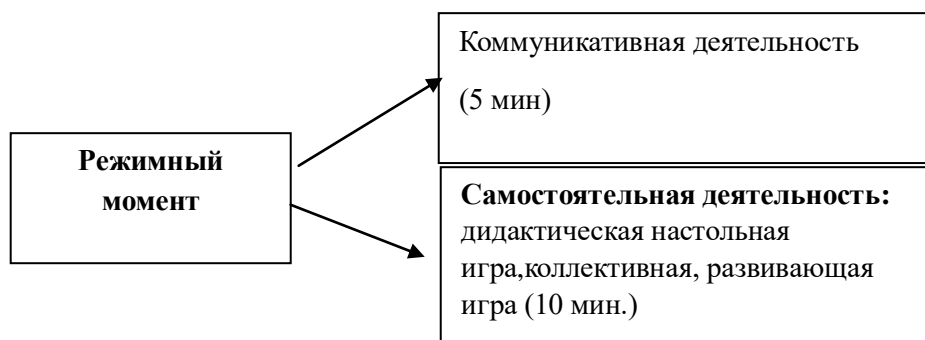 Коммуникативная деятельность
(5 мин)
Режимный
момент
Самостоятельная деятельность:
дидактическая настольная
игра,коллективная, развивающая
игра (10 мин.)